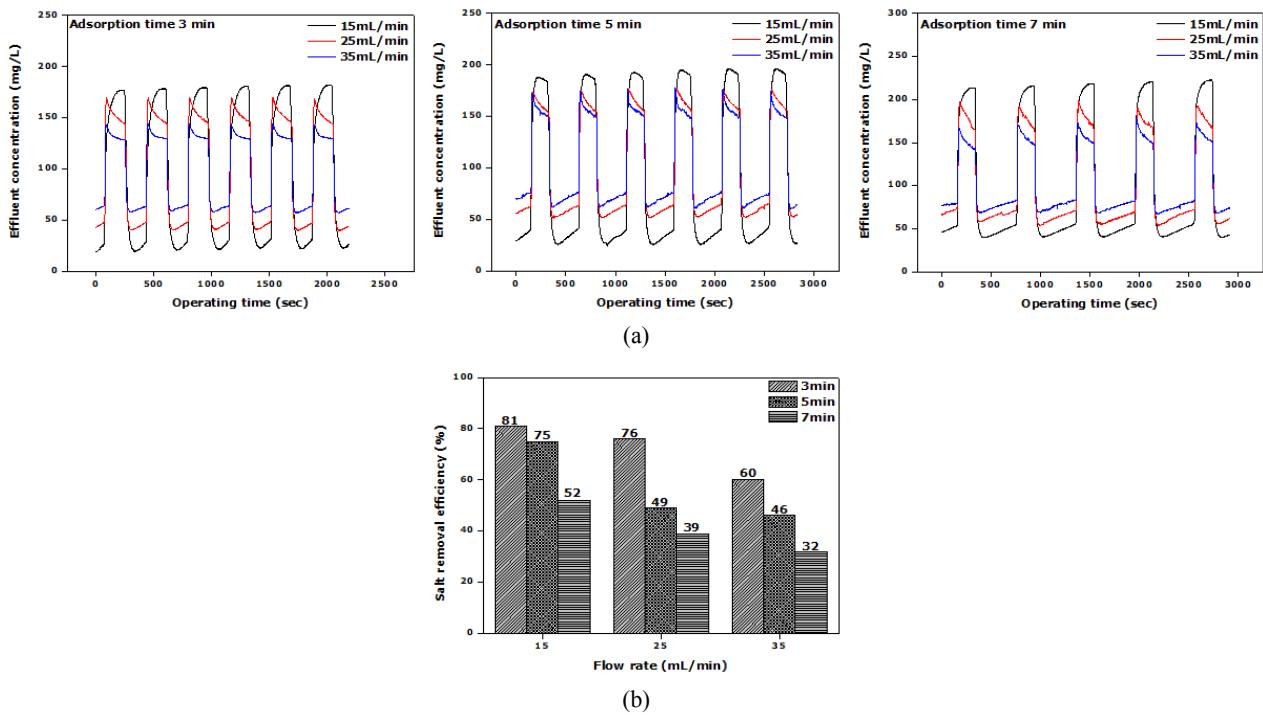 Adsorption time 3 min
15mL/min
25mL/min
35mL/min
Effluent concentration (mg/L)
250
200
150
100
50
0
0 500 1000 1500 2000 2500
Operating time (sec)
Adsorption time 5 min
15mL/min
25mL/min
35mL/min
Effluent concentration (mg/L)
250
200
150
100
50
0
0 500 1000 1500 2000 2500 3000
Operating time (sec)
Adsorption time 7 min
15mL/min
25mL/min
35mL/min
Effluent concentration (mg/L)
300
250
200
150
100
50
0
0 500 1000 1500 2000 2500 3000
Operating time (sec)
(a)
3min
5min
7min
Salt removal efficiency (%)
100
80
60
40
20
0
81 75 52
76 49 39
60 46 32
15 25 35
Flow rate (mL/min)
(b)